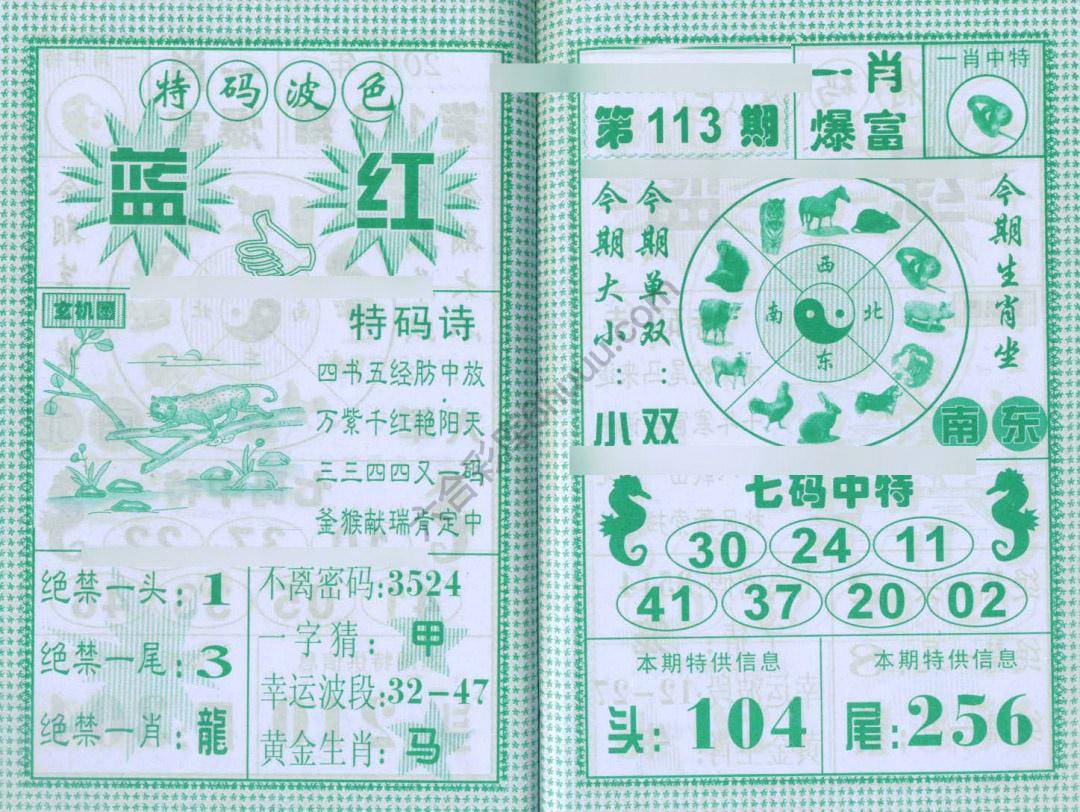 特码波色
蓝 红
玄机图
特码诗
四书五经肪中放
万紫千红艳阳天
三三四四又一码
釜猴献瑞肯定中
绝禁一头:1
绝禁一尾:3
绝禁一肖:龍
不离密码:3524
一字猜:甲
幸运波段:32-47
黄金生肖:马
第113期
一肖
爆富
一肖中特
今期大小:
小
今期单双:
双
西
南 北
东
今期生肖坐
南 东
七码中特
30 24 11
41 37 20 02
本期特供信息
头:104
本期特供信息
尾:256